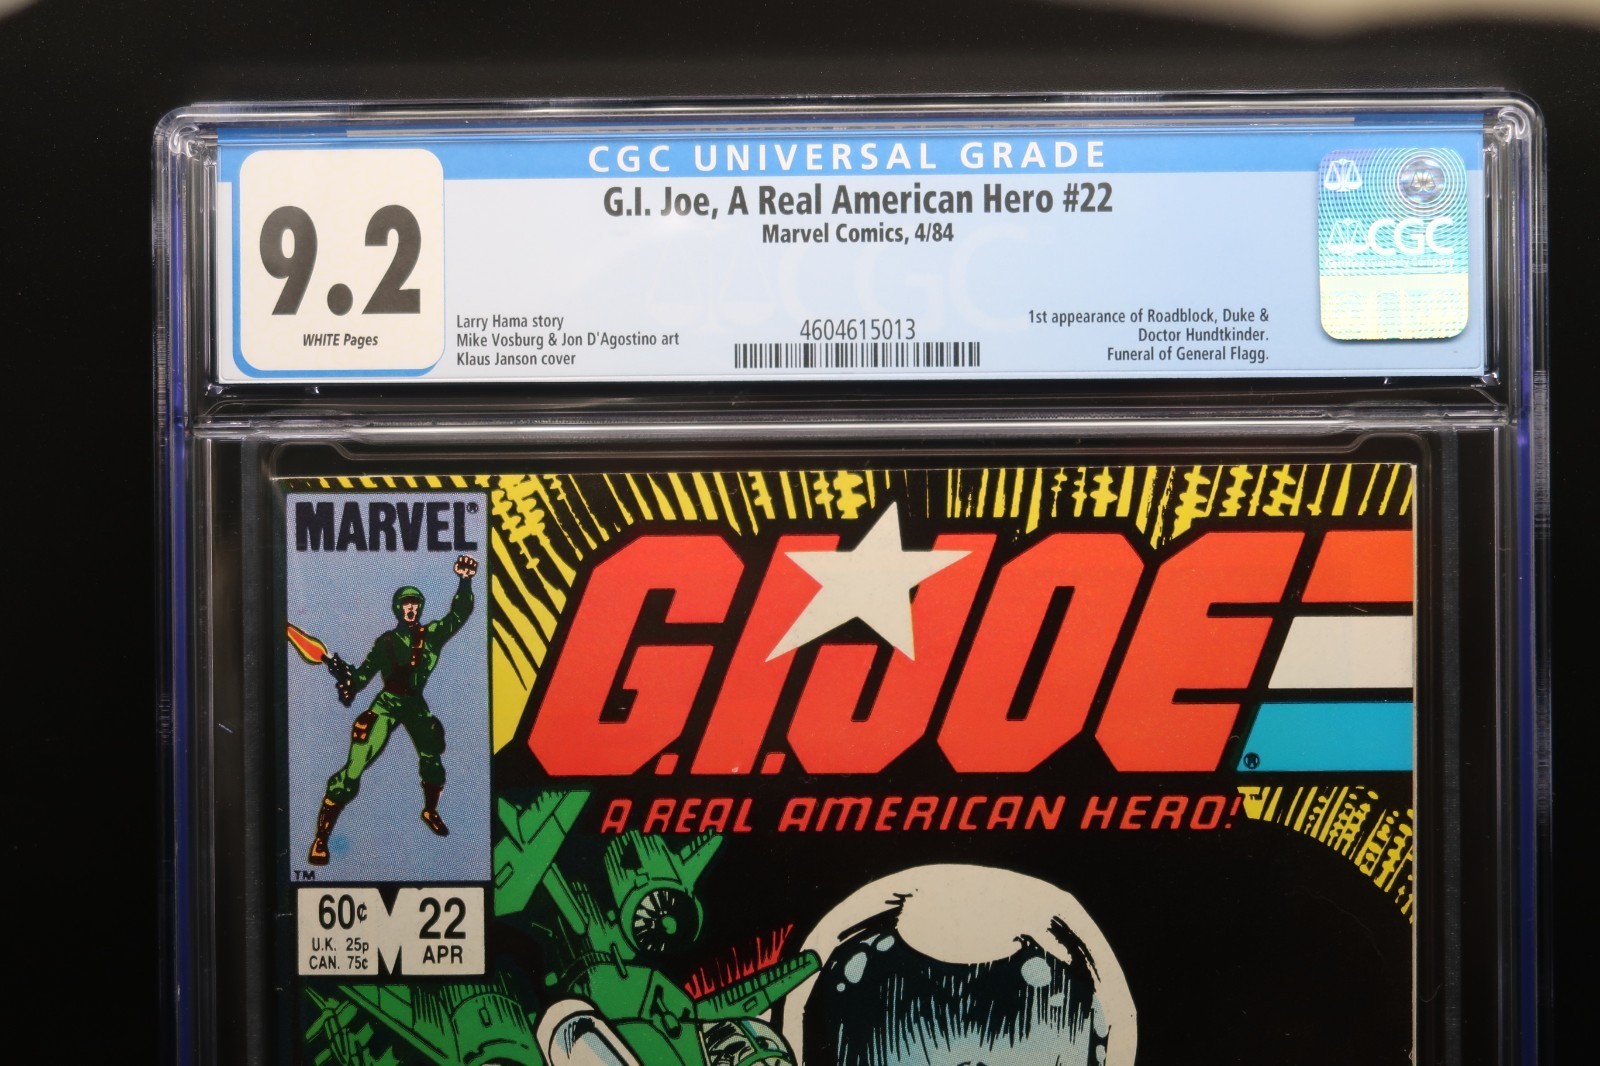 CGC UNIVERSAL GRADE
G.I. Joe, A Real American Hero #22
Marvel Comics, 4/84
9.2
WHITE Pages
Larry Hama story
Mike Vosburg & Jon D'Agostino art
Klaus Janson cover
4604615013
1st appearance of Roadblock, Duke &
Doctor Hundtkinder.
Funeral of General Flagg.
CGC
CGC
MARVEL®
G.I. JOE
®
A REAL AMERICAN HERO!
TM
60¢
U.K. 25p
CAN. 75¢
M
22
APR